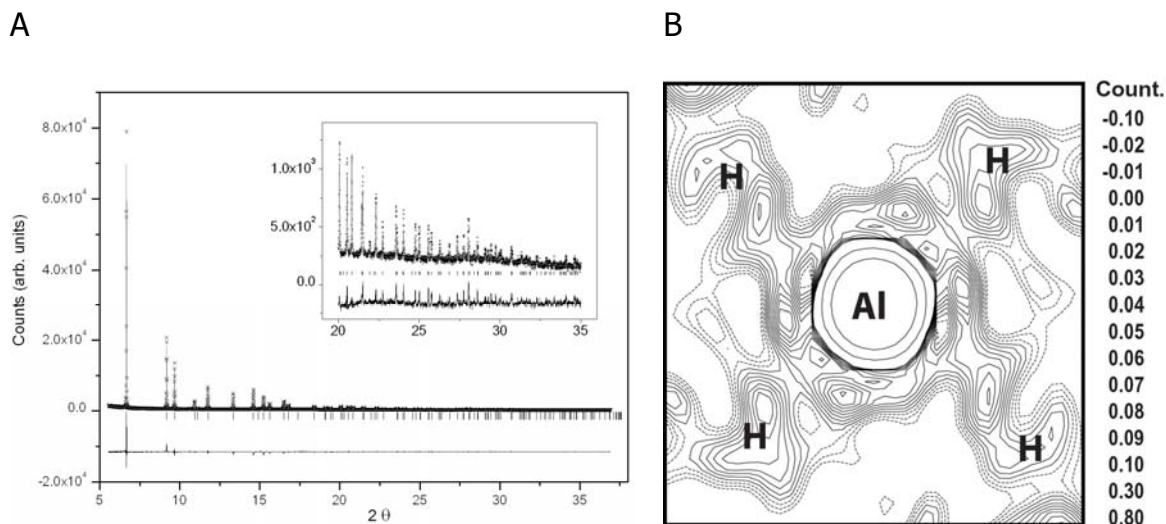 A
B
8.0x10⁴
6.0x10⁴
4.0x10⁴
2.0x10⁴
0.0
-2.0x10⁴
Counts (arb. units)
5 10 15 20 25 30 35
2 θ
1.0x10³
5.0x10²
0.0
20 25 30 35
H
H
Al
H
H
Count.
-0.10
-0.02
-0.01
0.00
0.01
0.02
0.03
0.04
0.05
0.06
0.07
0.08
0.09
0.10
0.30
0.80